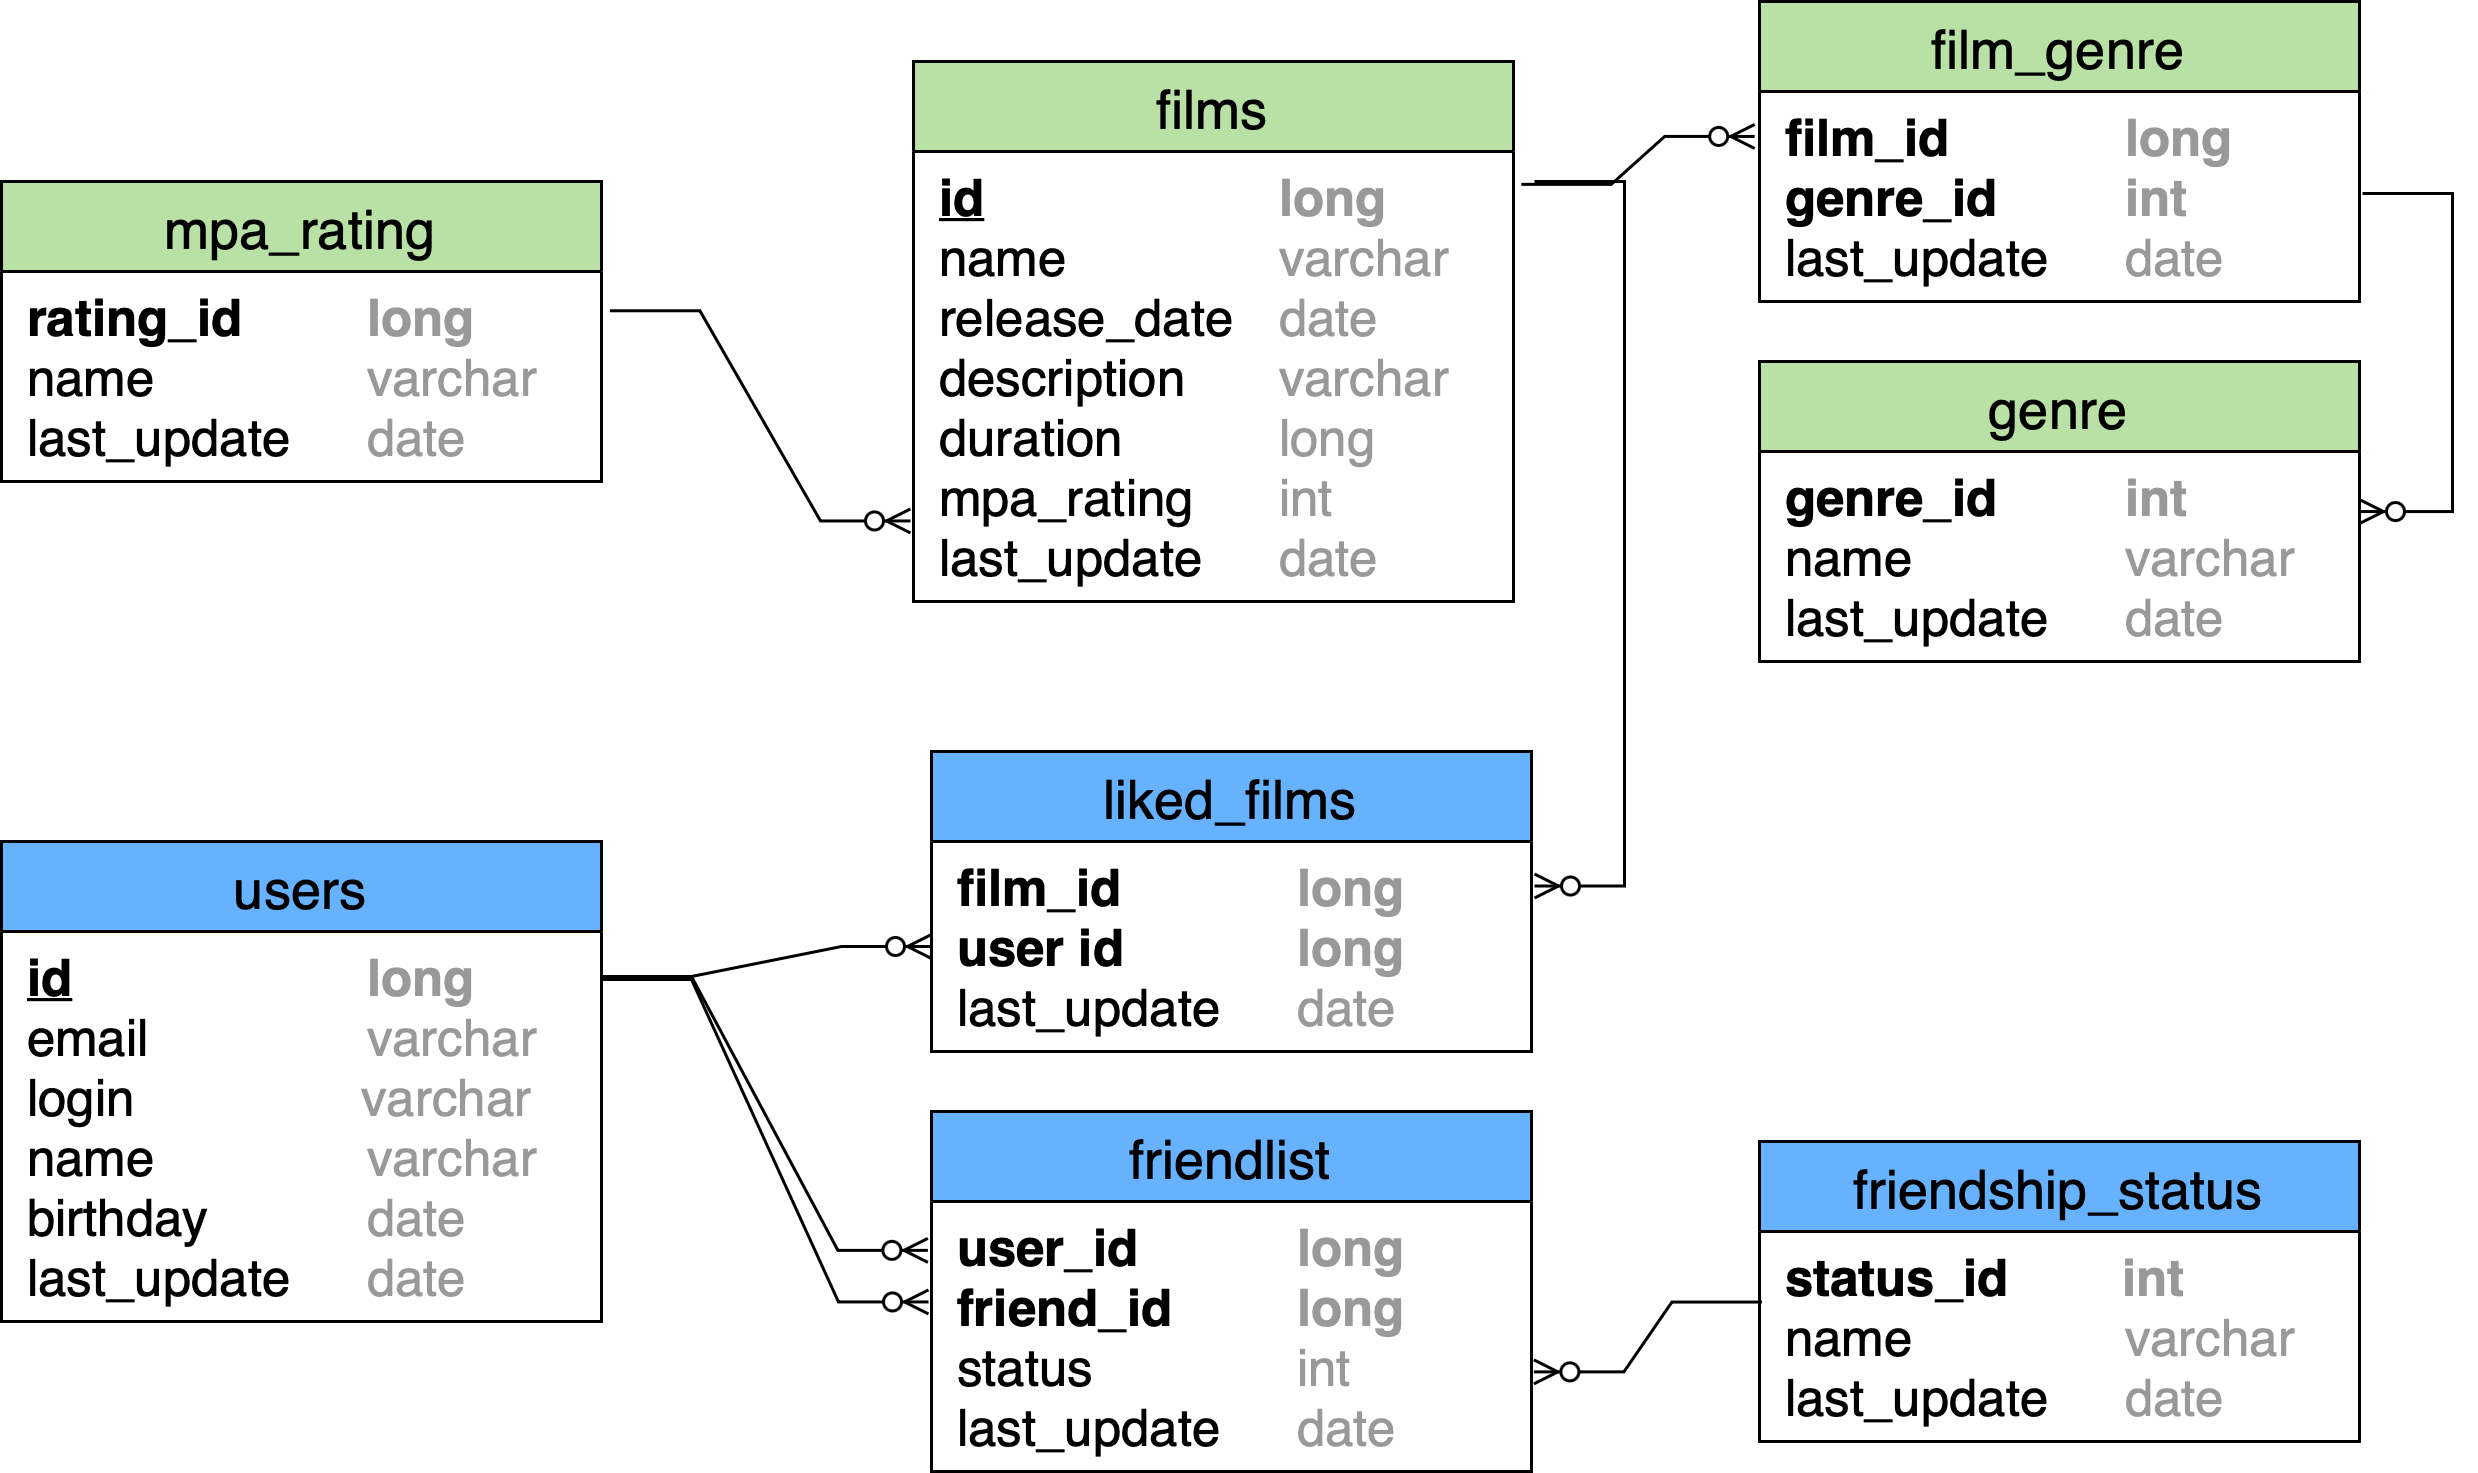 mpa_rating
rating_id long
name varchar
last_update date
films
id long
name varchar
release_date date
description varchar
duration long
mpa_rating int
last_update date
film_genre
film_id long
genre_id int
last_update date
genre
genre_id int
name varchar
last_update date
users
id long
email varchar
login varchar
name varchar
birthday date
last_update date
liked_films
film_id long
user id long
last_update date
friendlist
user_id long
friend_id long
status int
last_update date
friendship_status
status_id int
name varchar
last_update date